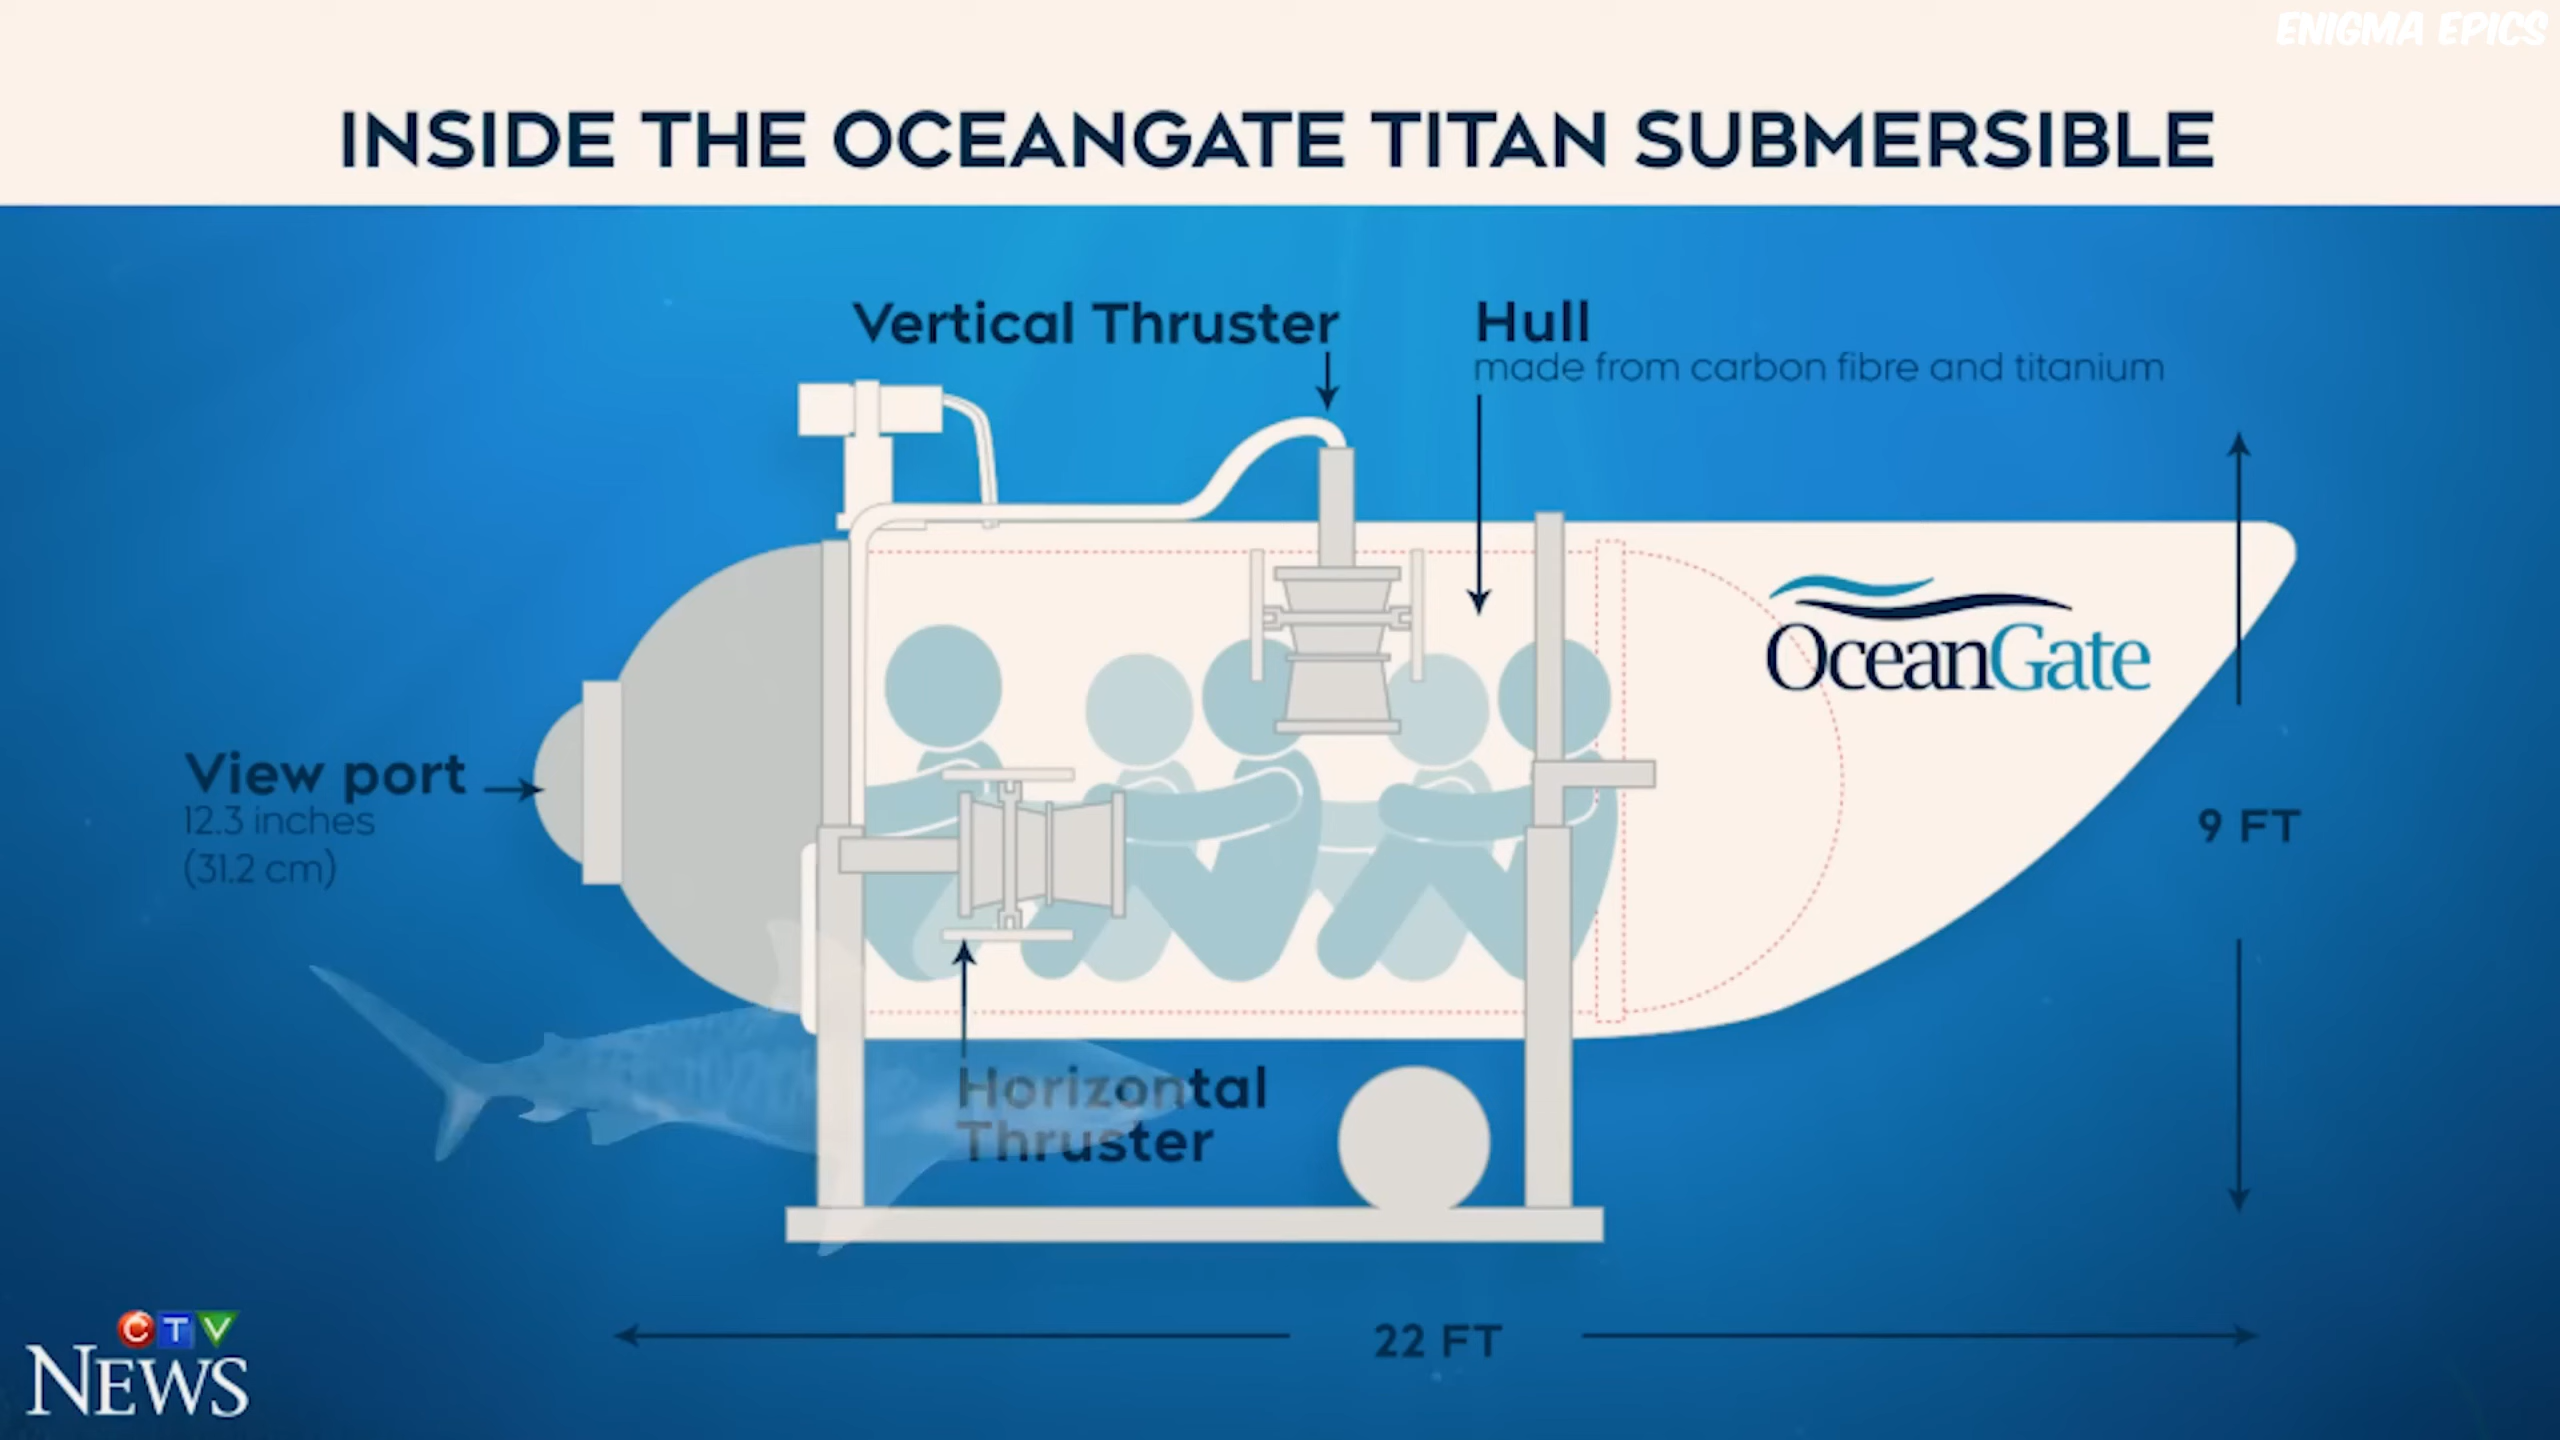 ENIGMA EPICS
INSIDE THE OCEANGATE TITAN SUBMERSIBLE
Vertical Thruster
Hull
made from carbon fibre and titanium
OceanGate
View port
12.3 inches
(31.2 cm)
9 FT
Horizontal
Thruster
22 FT
CTV
NEWS